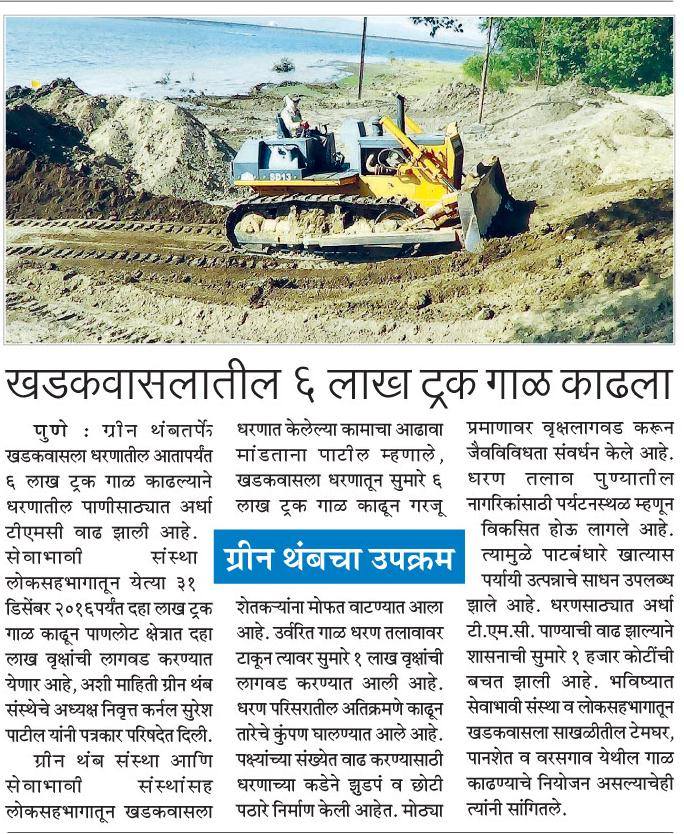 SD13
खडकवासलातील ६ लाख ट्रक गाळ काढला
पुणे : ग्रीन थंबतर्फे
खडकवासला धरणातील आतापर्यंत
६ लाख ट्रक गाळ काढल्याने
धरणातील पाणीसाठ्यात अर्धा
टीएमसी वाढ झाली आहे.
सेवाभावी संस्था
लोकसहभागातून येत्या ३१
डिसेंबर २०१६पर्यंत दहा लाख ट्रक
गाळ काढून पाणलोट क्षेत्रात दहा
लाख वृक्षांची लागवड करण्यात
येणार आहे, अशी माहिती ग्रीन थंब
संस्थेचे अध्यक्ष निवृत्त कर्नल सुरेश
पाटील यांनी पत्रकार परिषदेत दिली.
ग्रीन थंब संस्था आणि
सेवाभावी संस्थांसह
लोकसहभागातून खडकवासला
धरणात केलेल्या कामाचा आढावा
मांडताना पाटील म्हणाले,
खडकवासला धरणातून सुमारे ६
लाख ट्रक गाळ काढून गरजू
ग्रीन थंबचा उपक्रम
शेतकऱ्यांना मोफत वाटण्यात आला
आहे. उर्वरित गाळ धरण तलावावर
टाकून त्यावर सुमारे १ लाख वृक्षांची
लागवड करण्यात आली आहे.
धरण परिसरातील अतिक्रमणे काढून
तारेचे कुंपण घालण्यात आले आहे.
पक्ष्यांच्या संख्येत वाढ करण्यासाठी
धरणाच्या कडेने झुडपं व छोटी
पठारे निर्माण केली आहेत. मोठ्या
प्रमाणावर वृक्षलागवड करून
जैवविविधता संवर्धन केले आहे.
धरण तलाव पुण्यातील
नागरिकांसाठी पर्यटनस्थळ म्हणून
विकसित होऊ लागले आहे.
त्यामुळे पाटबंधारे खात्यास
पर्यायी उत्पन्नाचे साधन उपलब्ध
झाले आहे. धरणसाठ्यात अर्धा
टी.एम.सी. पाण्याची वाढ झाल्याने
शासनाची सुमारे १ हजार कोटींची
बचत झाली आहे. भविष्यात
सेवाभावी संस्था व लोकसहभागातून
खडकवासला साखळीतील टेमघर,
पानशेत व वरसगाव येथील गाळ
काढण्याचे नियोजन असल्याचेही
त्यांनी सांगितले.